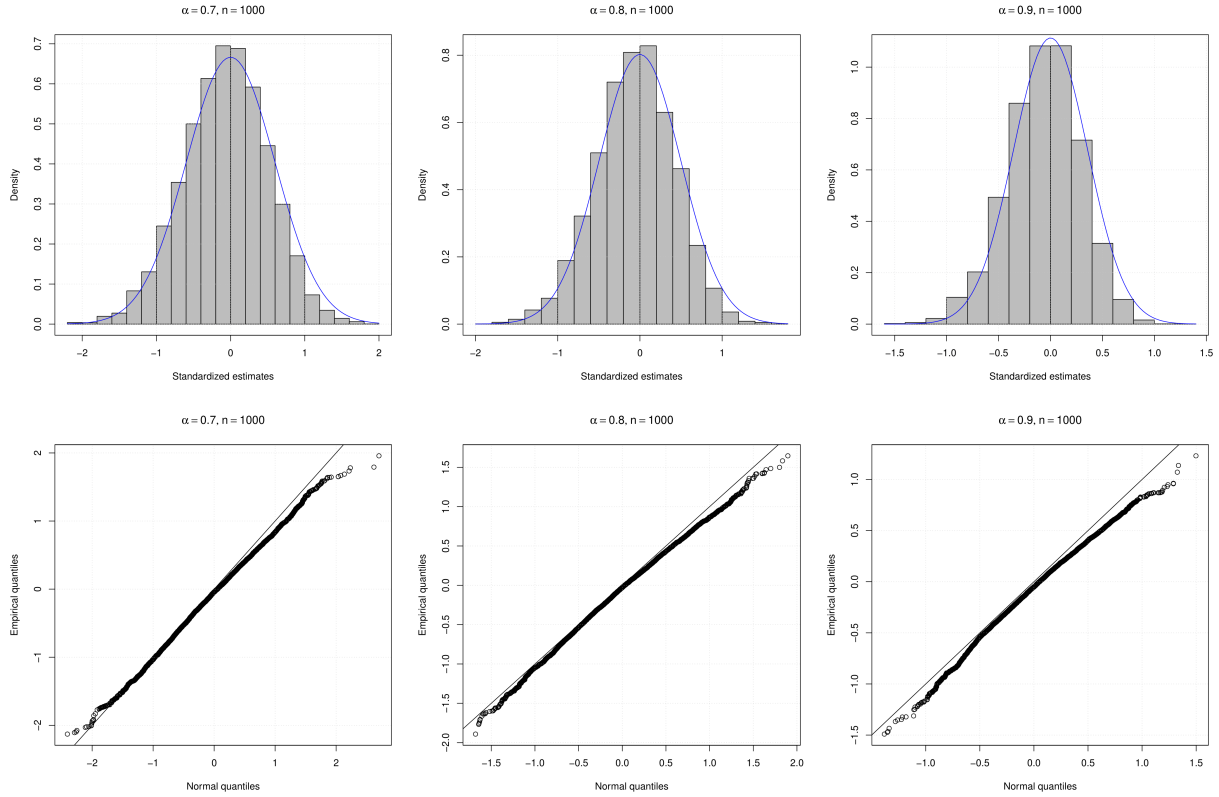 α = 0.7, n = 1000
Density
0.0 0.1 0.2 0.3 0.4 0.5 0.6 0.7
−2 −1 0 1 2
Standardized estimates
α = 0.8, n = 1000
Density
0.0 0.2 0.4 0.6 0.8
−2 −1 0 1
Standardized estimates
α = 0.9, n = 1000
Density
0.0 0.2 0.4 0.6 0.8 1.0
−1.5 −1.0 −0.5 0.0 0.5 1.0 1.5
Standardized estimates
α = 0.7, n = 1000
Empirical quantiles
−2 −1 0 1 2
−2 −1 0 1 2
Normal quantiles
α = 0.8, n = 1000
Empirical quantiles
−2.0 −1.5 −1.0 −0.5 0.0 0.5 1.0 1.5
−1.5 −1.0 −0.5 0.0 0.5 1.0 1.5 2.0
Normal quantiles
α = 0.9, n = 1000
Empirical quantiles
−1.5 −1.0 −0.5 0.0 0.5 1.0
−1.0 −0.5 0.0 0.5 1.0 1.5
Normal quantiles